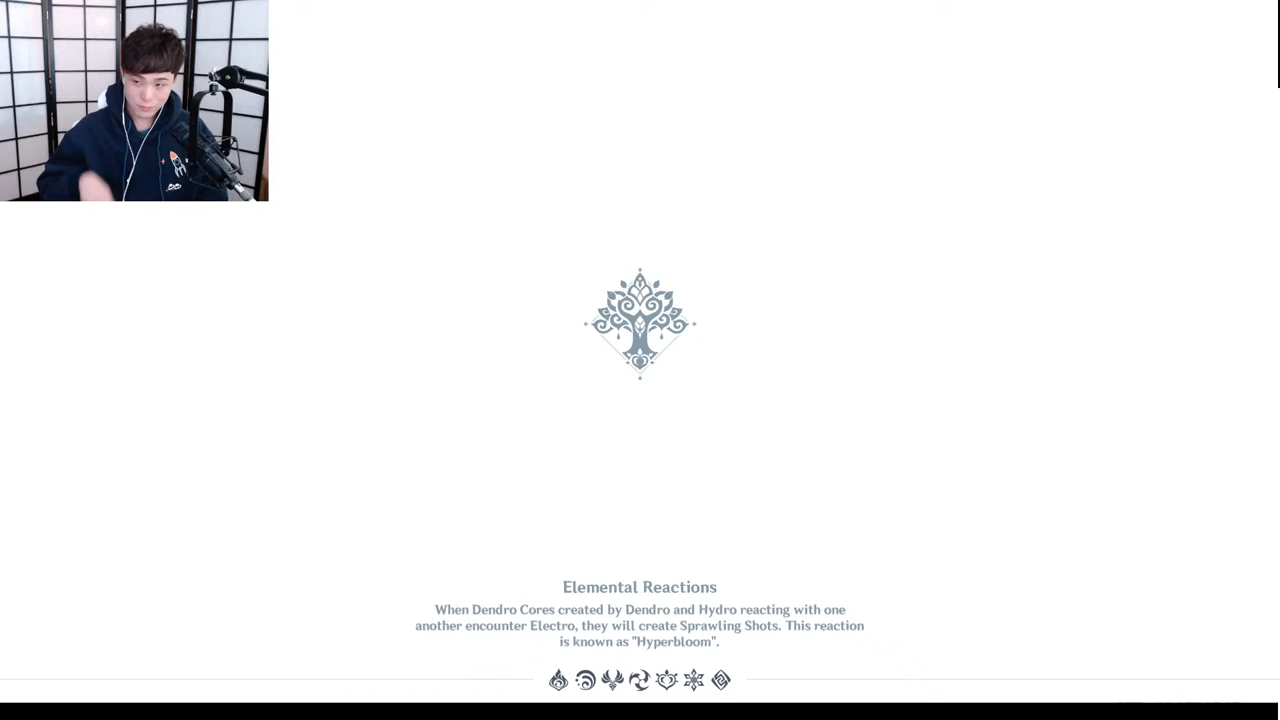 Elemental Reactions
When Dendro Cores created by Dendro and Hydro reacting with one
another encounter Electro, they will create Sprawling Shots. This reaction
is known as "Hyperbloom".